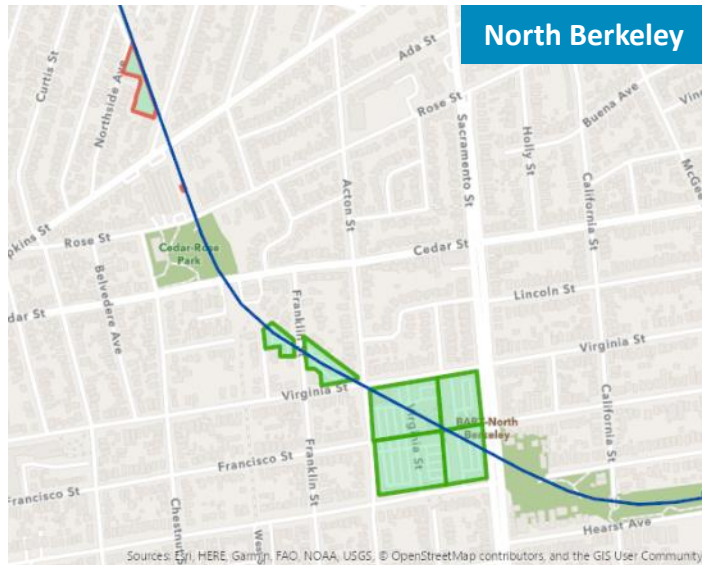 North Berkeley
Curtis St
Northside Ave
Ada St
Rose St
Buena Ave
Sacramento St
Holly St
Acton St
California St
Rose St
Cedar-Rose
Park
Cedar St
Belvedere Ave
Lincoln St
Virginia St
Virginia St
California St
BART-North
Berkeley
Virginia St
Francisco St
Franklin St
Francisco St
Hearst Ave
Sources: Esri, HERE, Garmin, FAO, NOAA, USGS, © OpenStreetMap contributors, and the GIS User Community